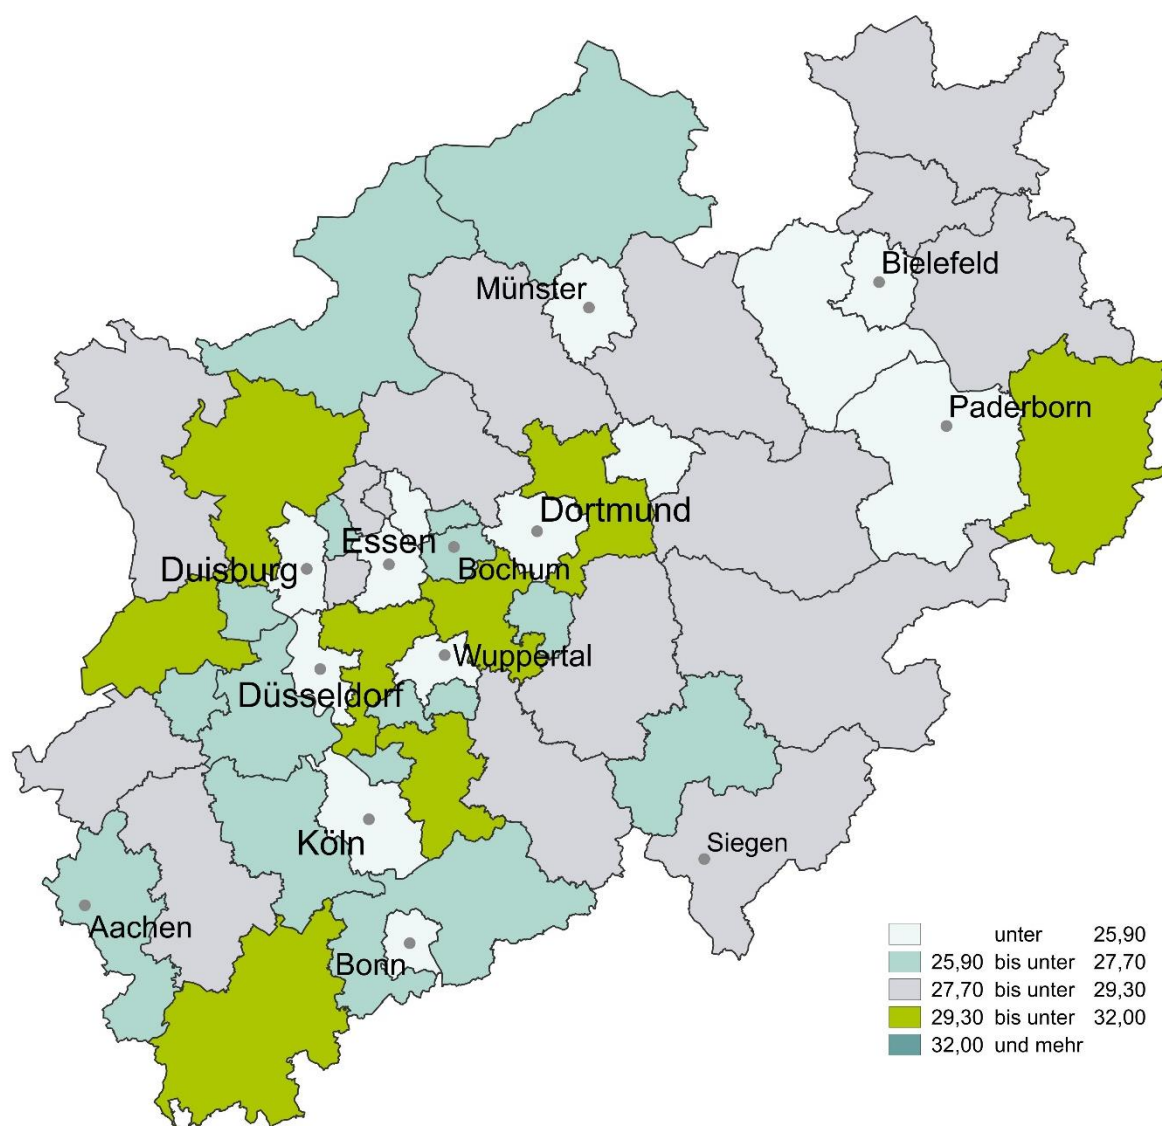 Bielefeld
Münster
Paderborn
Dortmund
Essen
Duisburg
Bochum
Wuppertal
Düsseldorf
Köln
Siegen
Aachen
Bonn
unter 25,90
25,90 bis unter 27,70
27,70 bis unter 29,30
29,30 bis unter 32,00
32,00 und mehr